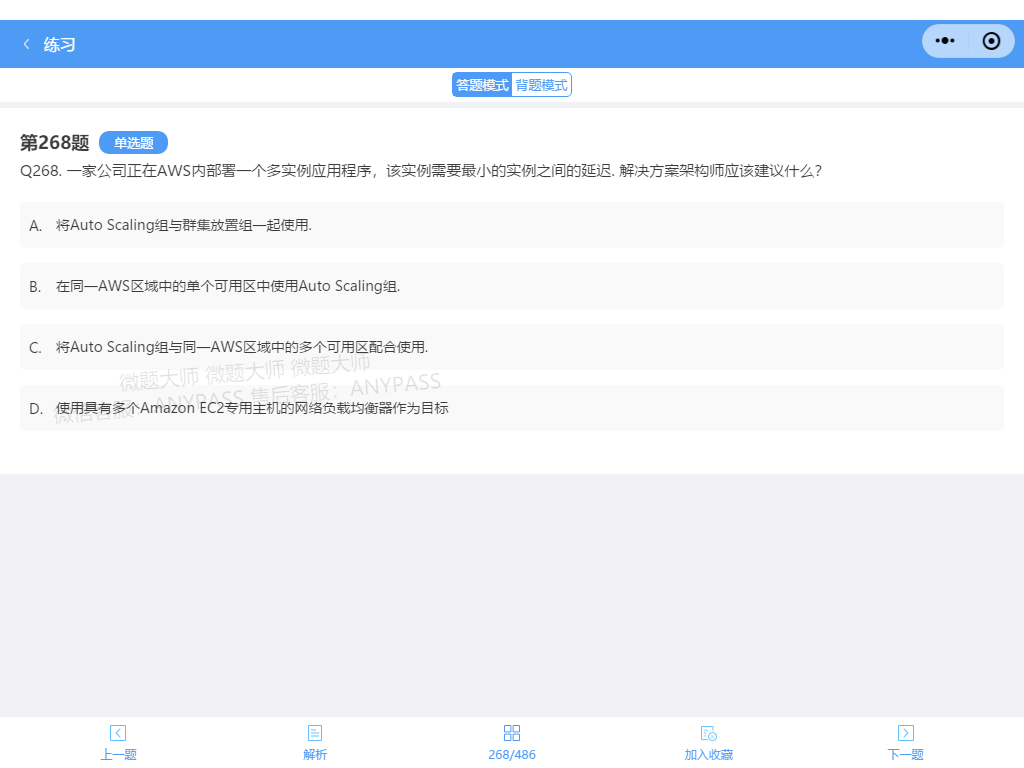 练习
答题模式 背题模式
第268题 单选题
Q268. 一家公司正在AWS内部署一个多实例应用程序，该实例需要最小的实例之间的延迟. 解决方案架构师应该建议什么？
A. 将Auto Scaling组与群集放置组一起使用.
B. 在同一AWS区域中的单个可用区中使用Auto Scaling组.
C. 将Auto Scaling组与同一AWS区域中的多个可用区配合使用.
微题大师 微题大师 微题大师
微信客服：ANYPASS 售后客服：ANYPASS
D. 使用具有多个Amazon EC2专用主机的网络负载均衡器作为目标
上一题 解析 268/486 加入收藏 下一题